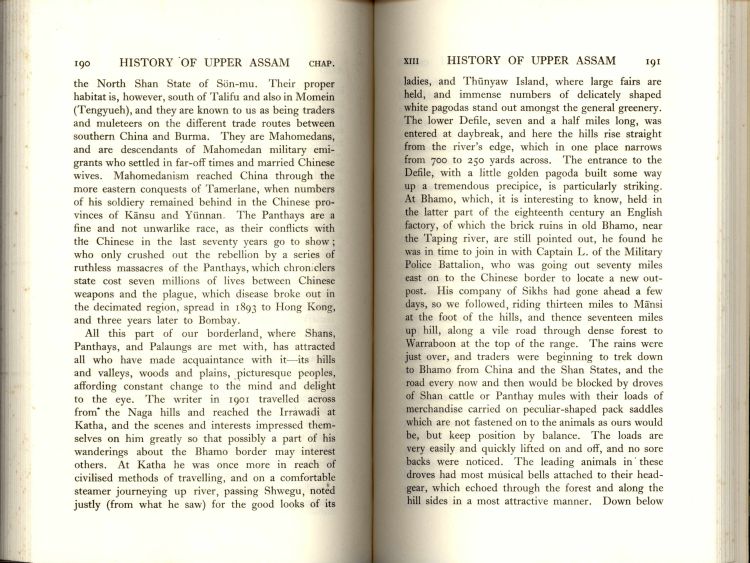 190 HISTORY OF UPPER ASSAM CHAP.
the North Shan State of Sön-mu. Their proper
habitat is, however, south of Talifu and also in Momein
(Tengyueh), and they are known to us as being traders
and muleteers on the different trade routes between
southern China and Burma. They are Mahomedans,
and are descendants of Mahomedan military emi-
grants who settled in far-off times and married Chinese
wives. Mahomedanism reached China through the
more eastern conquests of Tamerlane, when numbers
of his soldiery remained behind in the Chinese pro-
vinces of Känsu and Yünnan. The Panthays are a
fine and not unwarlike race, as their conflicts with
the Chinese in the last seventy years go to show;
who only crushed out the rebellion by a series of
ruthless massacres of the Panthays, which chroniclers
state cost seven millions of lives between Chinese
weapons and the plague, which disease broke out in
the decimated region, spread in 1893 to Hong Kong,
and three years later to Bombay.
All this part of our borderland, where Shans,
Panthays, and Palaungs are met with, has attracted
all who have made acquaintance with it—its hills
and valleys, woods and plains, picturesque peoples,
affording constant change to the mind and delight
to the eye. The writer in 1901 travelled across
from the Naga hills and reached the Irrawadi at
Katha, and the scenes and interests impressed them-
selves on him greatly so that possibly a part of his
wanderings about the Bhamo border may interest
others. At Katha he was once more in reach of
civilised methods of travelling, and on a comfortable
steamer journeying up river, passing Shwegu, noted
justly (from what he saw) for the good looks of its
XIII HISTORY OF UPPER ASSAM 191
ladies, and Thünyaw Island, where large fairs are
held, and immense numbers of delicately shaped
white pagodas stand out amongst the general greenery.
The lower Defile, seven and a half miles long, was
entered at daybreak, and here the hills rise straight
from the river's edge, which in one place narrows
from 700 to 250 yards across. The entrance to the
Defile, with a little golden pagoda built some way
up a tremendous precipice, is particularly striking.
At Bhamo, which, it is interesting to know, held in
the latter part of the eighteenth century an English
factory, of which the brick ruins in old Bhamo, near
the Taping river, are still pointed out, he found he
was in time to join in with Captain L. of the Military
Police Battalion, who was going out seventy miles
east on to the Chinese border to locate a new out-
post. His company of Sikhs had gone ahead a few
days, so we followed, riding thirteen miles to Mānsi
at the foot of the hills, and thence seventeen miles
up hill, along a vile road through dense forest to
Warraboon at the top of the range. The rains were
just over, and traders were beginning to trek down
to Bhamo from China and the Shan States, and the
road every now and then would be blocked by droves
of Shan cattle or Panthay mules with their loads of
merchandise carried on peculiar-shaped pack saddles
which are not fastened on to the animals as ours would
be, but keep position by balance. The loads are
very easily and quickly lifted on and off, and no sore
backs were noticed. The leading animals in these
droves had most musical bells attached to their head-
gear, which echoed through the forest and along the
hill sides in a most attractive manner. Down below